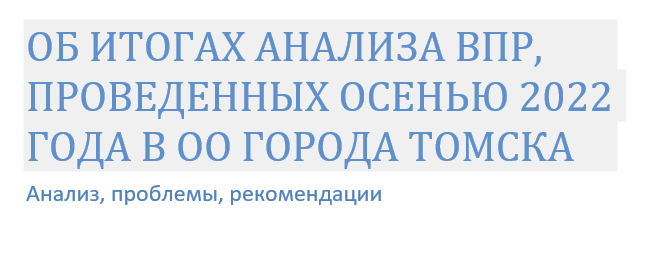 ОБ ИТОГАХ АНАЛИЗА ВПР,
ПРОВЕДЕННЫХ ОСЕНЬЮ 2022
ГОДА В ОО ГОРОДА ТОМСКА
Анализ, проблемы, рекомендации